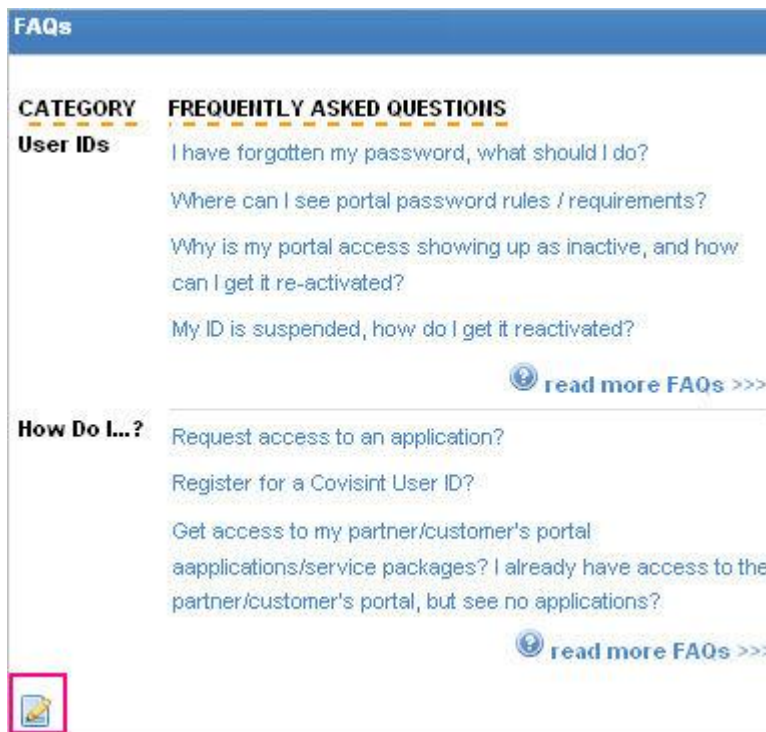 FAQs
CATEGORY FREQUENTLY ASKED QUESTIONS
User IDs
I have forgotten my password, what should I do?
Where can I see portal password rules / requirements?
Why is my portal access showing up as inactive, and how
can I get it re-activated?
My ID is suspended, how do I get it reactivated?
read more FAQs >>>
How Do I...?
Request access to an application?
Register for a Covisint User ID?
Get access to my partner/customer's portal
aapplications/service packages? I already have access to the
partner/customer's portal, but see no applications?
read more FAQs >>>